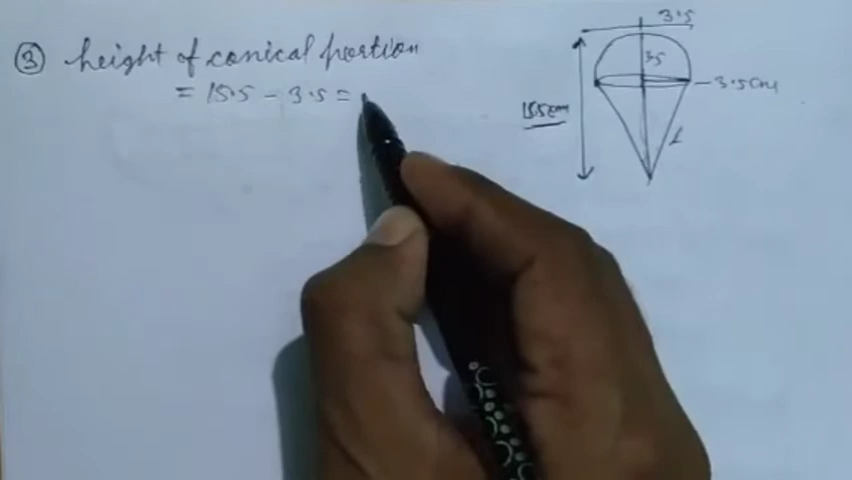 ③ height of conical portion
= 15.5 - 3.5 =
3.5
3.5
3.5cm
15.5cm
L